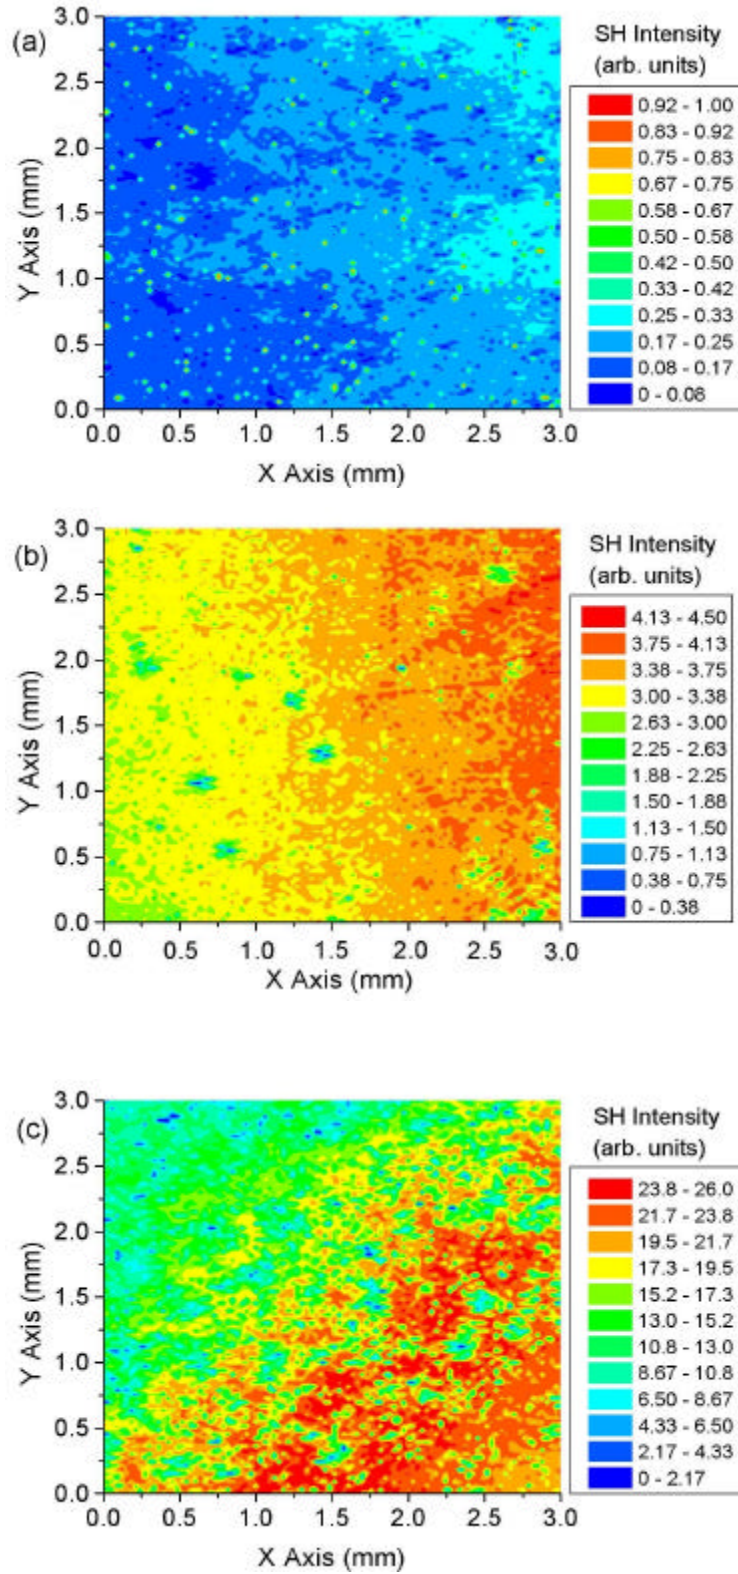 (a)
SH Intensity
(arb. units)
0.92 - 1.00
0.83 - 0.92
0.75 - 0.83
0.67 - 0.75
0.58 - 0.67
0.50 - 0.58
0.42 - 0.50
0.33 - 0.42
0.25 - 0.33
0.17 - 0.25
0.08 - 0.17
0 - 0.08
Y Axis (mm)
3.0
2.5
2.0
1.5
1.0
0.5
0.0
0.0 0.5 1.0 1.5 2.0 2.5 3.0
X Axis (mm)
(b)
SH Intensity
(arb. units)
4.13 - 4.50
3.75 - 4.13
3.38 - 3.75
3.00 - 3.38
2.63 - 3.00
2.25 - 2.63
1.88 - 2.25
1.50 - 1.88
1.13 - 1.50
0.75 - 1.13
0.38 - 0.75
0 - 0.38
Y Axis (mm)
3.0
2.5
2.0
1.5
1.0
0.5
0.0
0.0 0.5 1.0 1.5 2.0 2.5 3.0
X Axis (mm)
(c)
SH Intensity
(arb. units)
23.8 - 26.0
21.7 - 23.8
19.5 - 21.7
17.3 - 19.5
15.2 - 17.3
13.0 - 15.2
10.8 - 13.0
8.67 - 10.8
6.50 - 8.67
4.33 - 6.50
2.17 - 4.33
0 - 2.17
Y Axis (mm)
3.0
2.5
2.0
1.5
1.0
0.5
0.0
0.0 0.5 1.0 1.5 2.0 2.5 3.0
X Axis (mm)